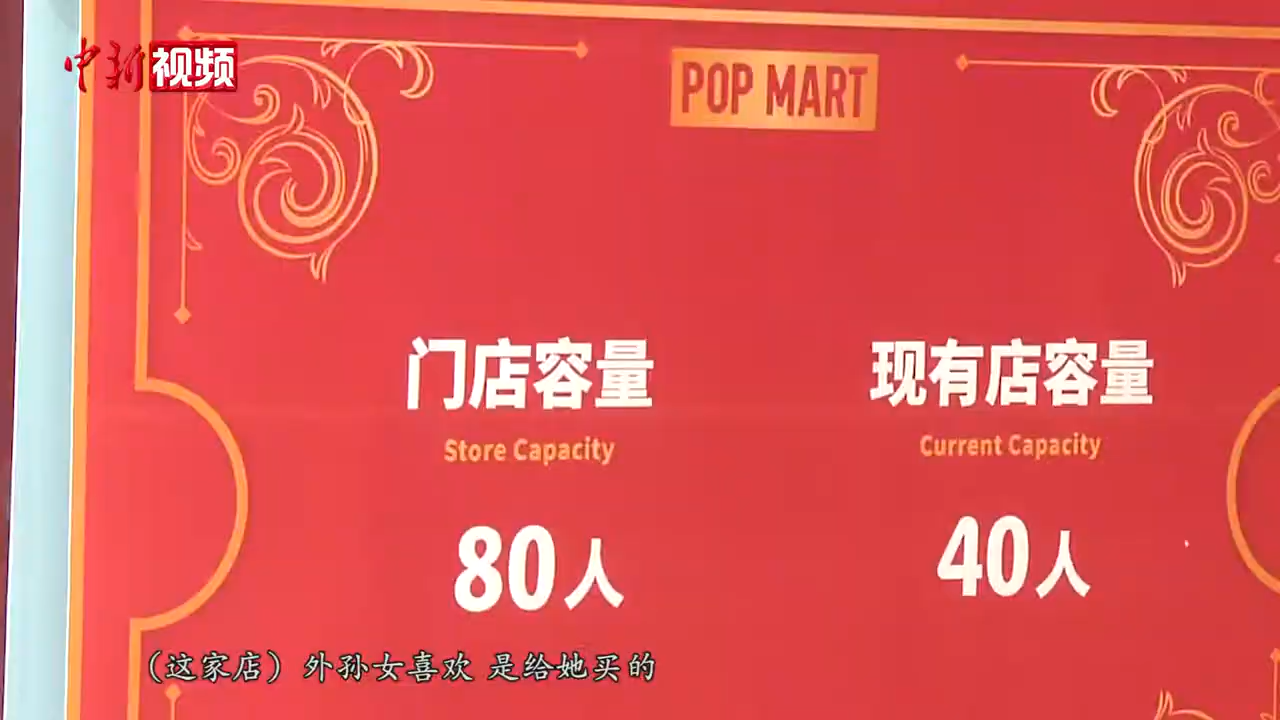 中新视频
POP MART
门店容量
Store Capacity
80人
现有店容量
Current Capacity
40人
（这家店）外孙女喜欢 是给她买的